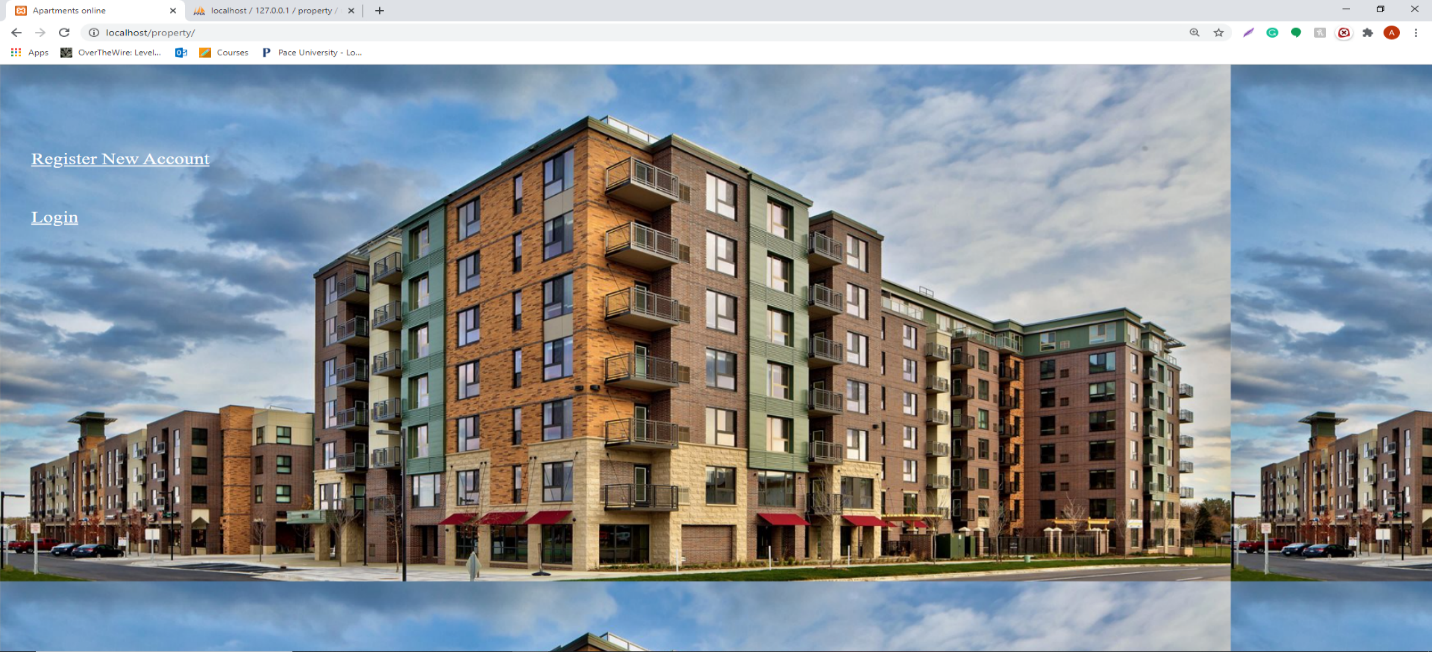 Apartments online
localhost / 127.0.0.1 / property /
localhost/property/
A
Apps
OverTheWire: Level...
Courses
Pace University - Lo...
Register New Account
Login